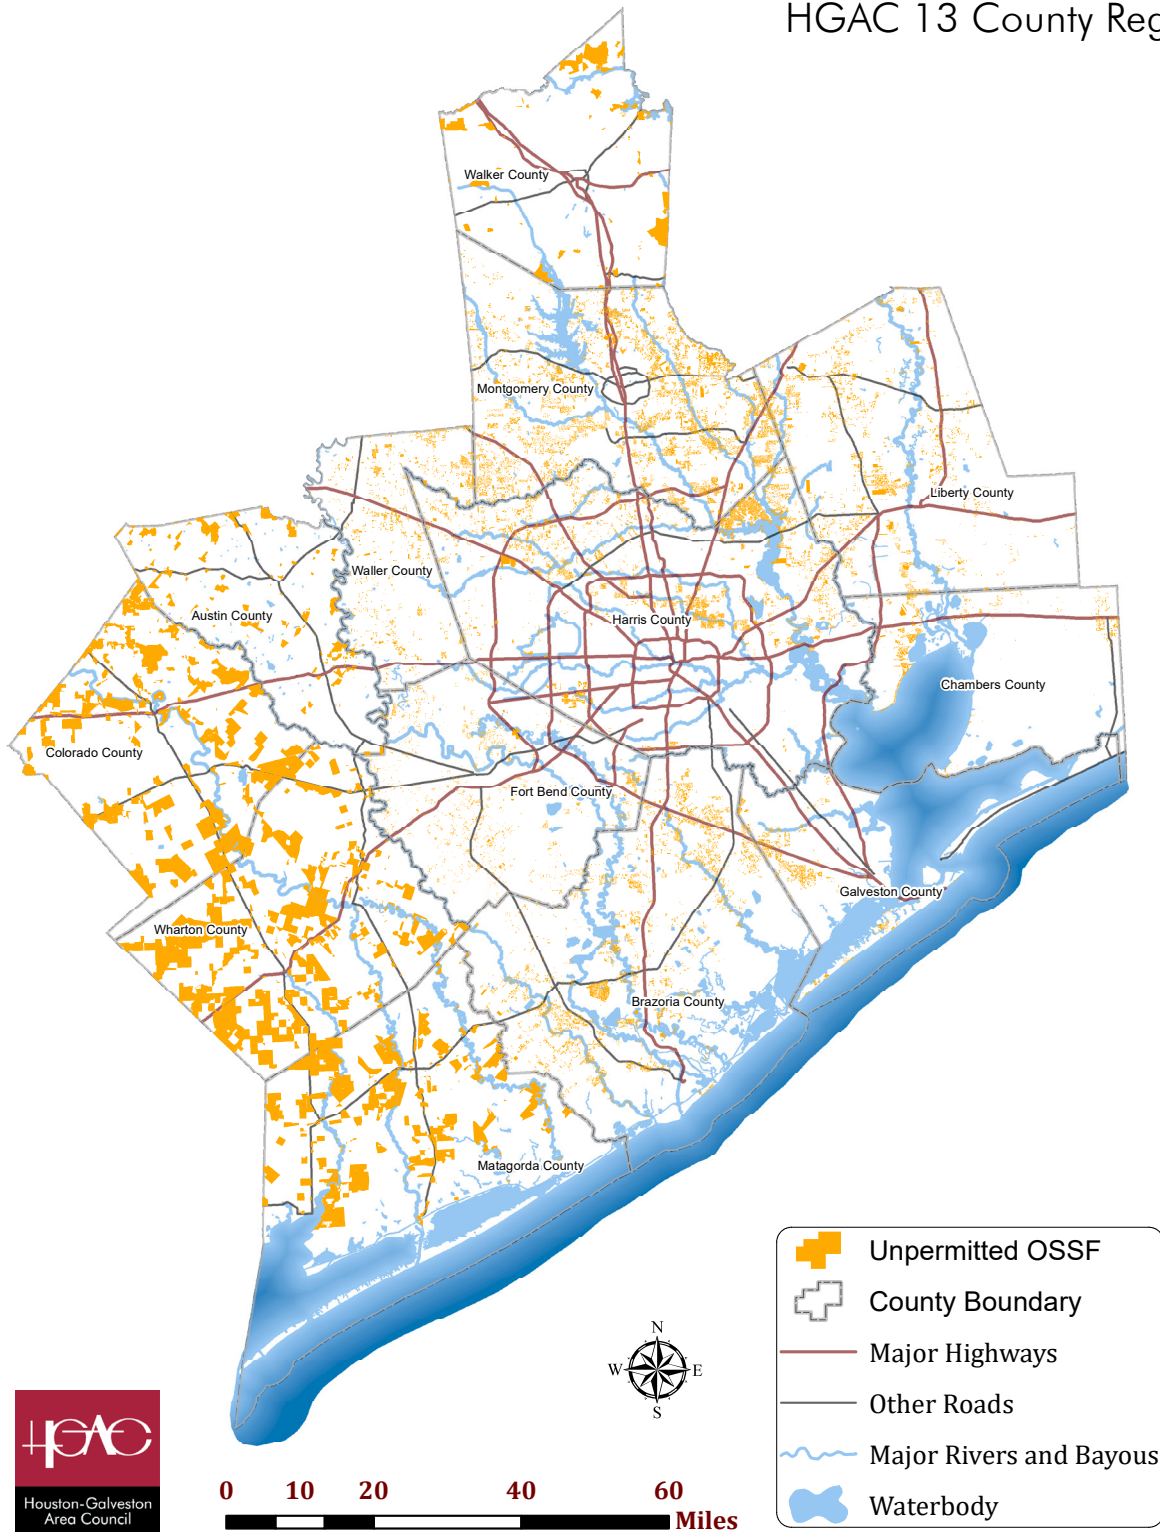 HGAC 13 County Reg
Walker County
Montgomery County
Liberty County
Waller County
Austin County
Harris County
Chambers County
Colorado County
Fort Bend County
Galveston County
Wharton County
Brazoria County
Matagorda County
Unpermitted OSSF
County Boundary
Major Highways
Other Roads
Major Rivers and Bayous
Waterbody
N
W E
S
HGAC
Houston-Galveston
Area Council
0 10 20 40 60
Miles